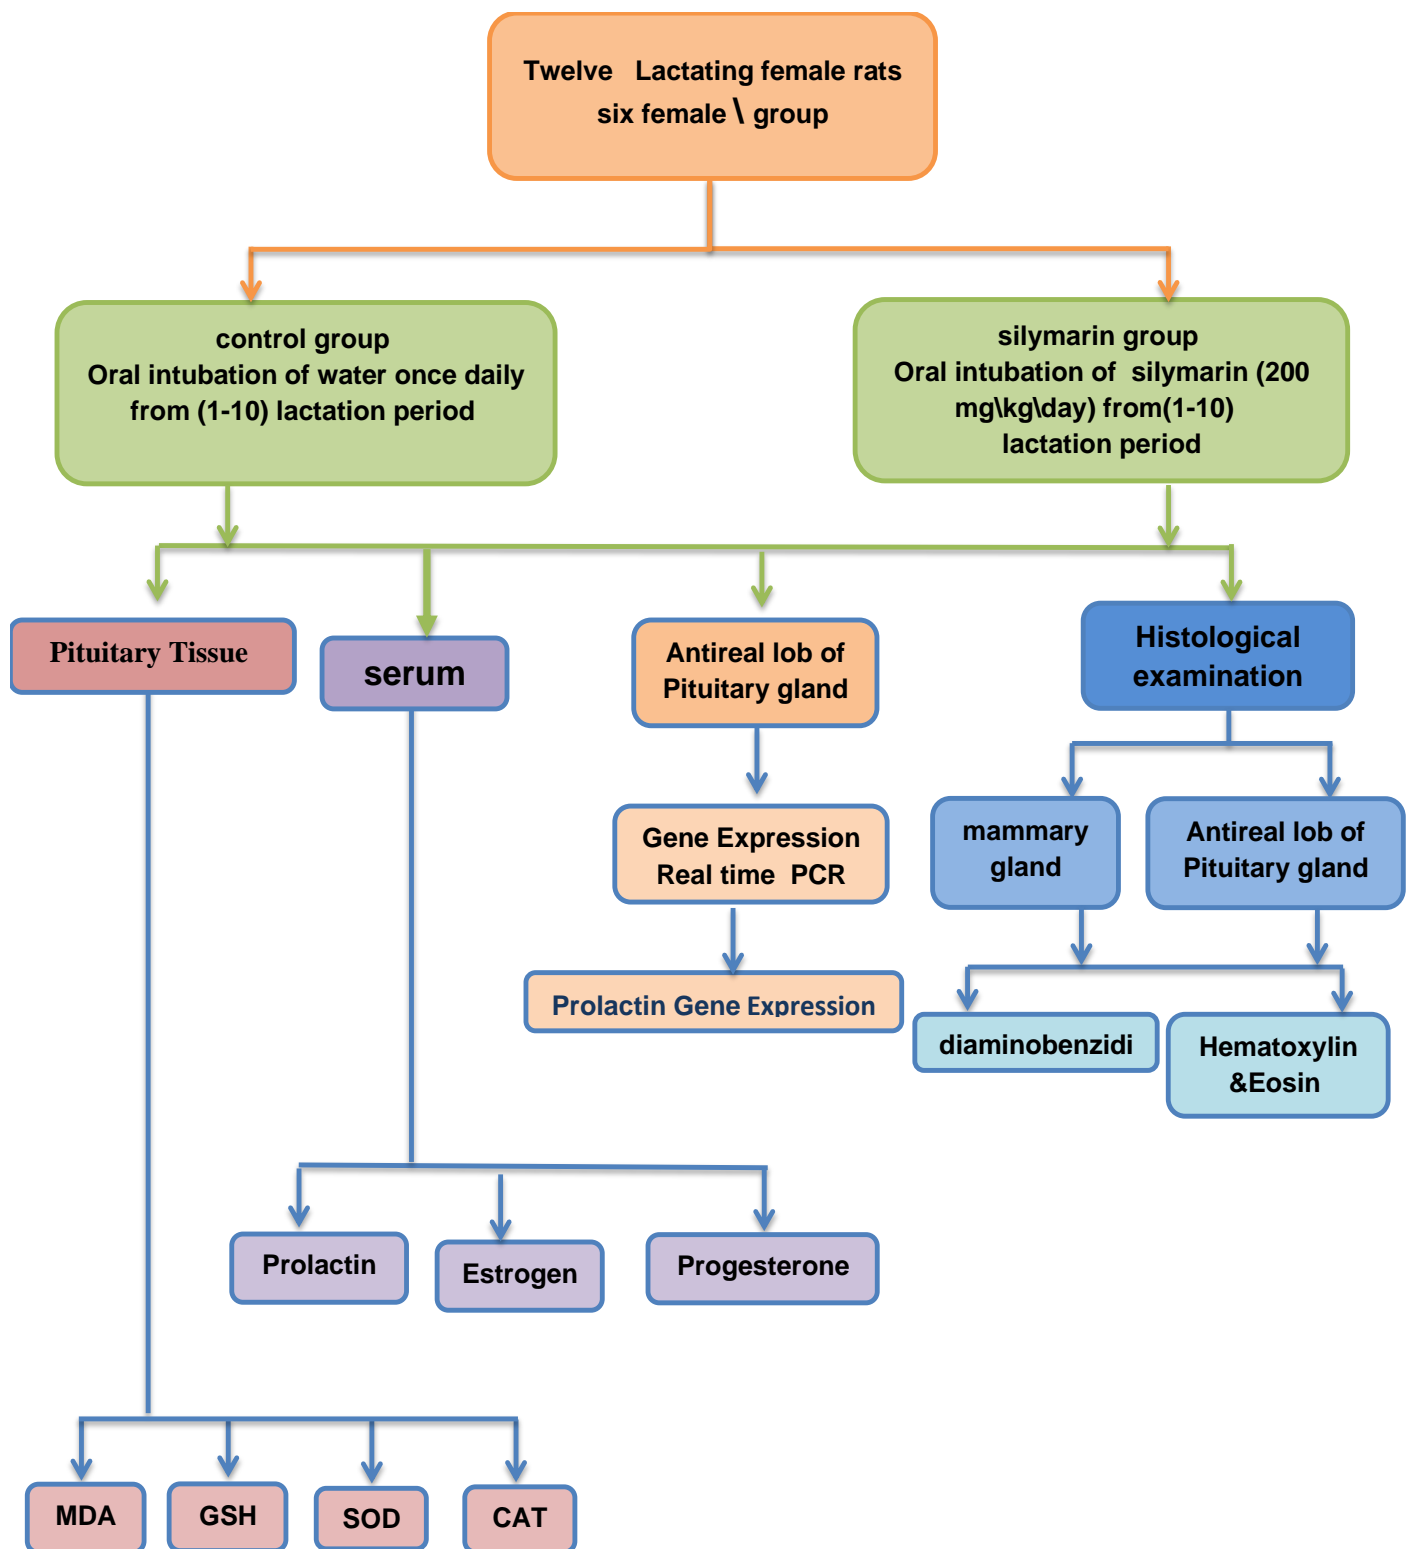 Twelve Lactating female rats
six female \ group
control group
Oral intubation of water once daily
from (1-10) lactation period
silymarin group
Oral intubation of silymarin (200
mg\kg\day) from(1-10)
lactation period
Pituitary Tissue
serum
Antireal lob of
Pituitary gland
Histological
examination
Gene Expression
Real time PCR
mammary
gland
Antireal lob of
Pituitary gland
Prolactin Gene Expression
diaminobenzidi
Hematoxylin
&Eosin
Prolactin
Estrogen
Progesterone
MDA
GSH
SOD
CAT